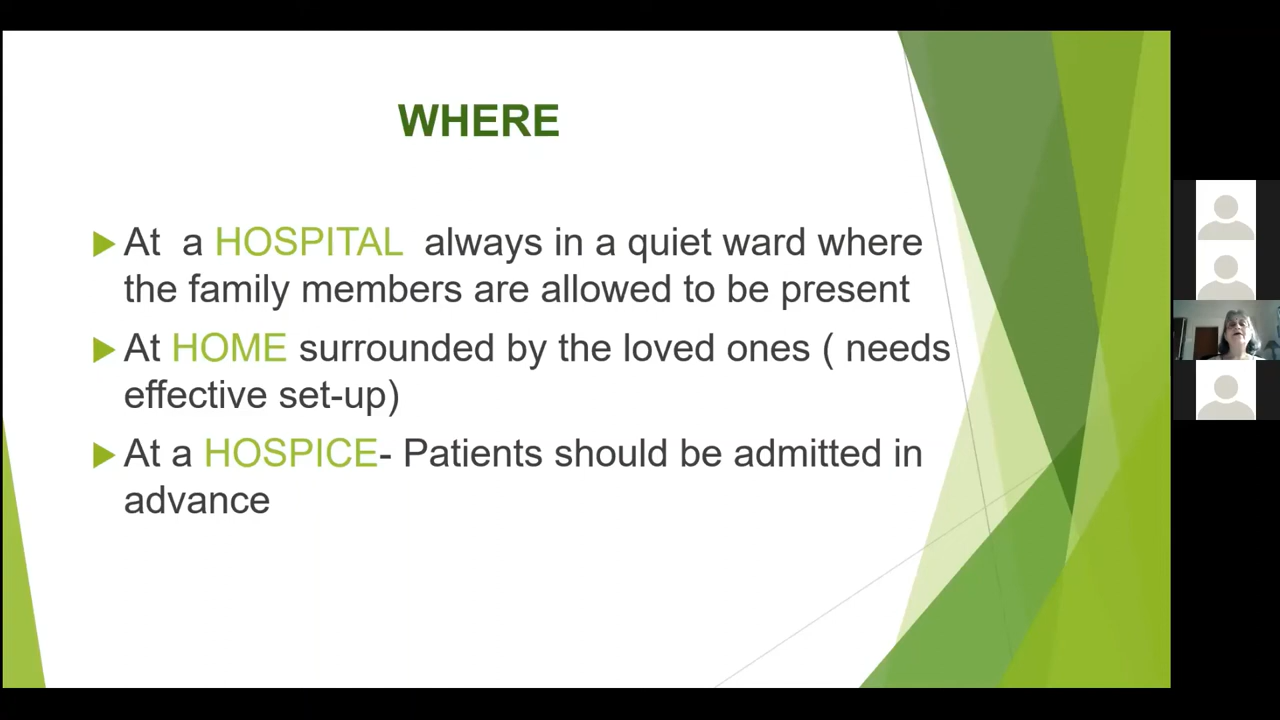 WHERE
At a HOSPITAL always in a quiet ward where
the family members are allowed to be present
At HOME surrounded by the loved ones ( needs
effective set-up)
At a HOSPICE- Patients should be admitted in
advance